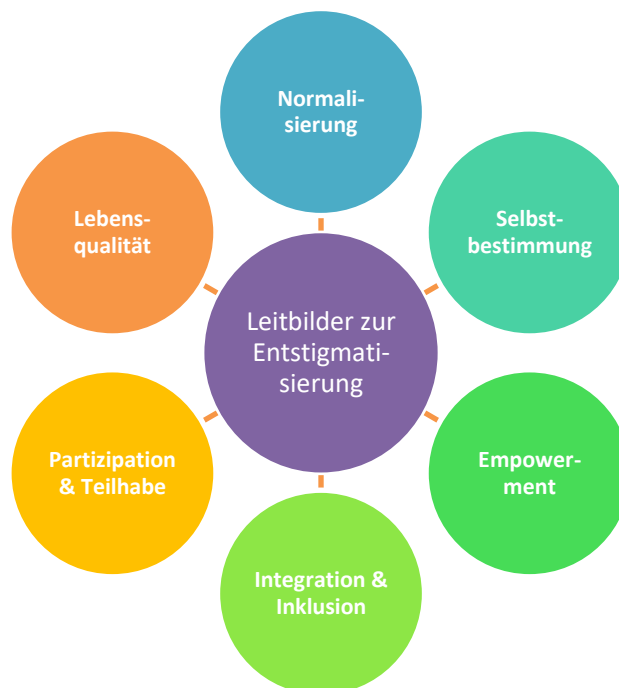 Normali-
sierung
Selbst-
bestimmung
Empower-
ment
Integration &
Inklusion
Partizipation
& Teilhabe
Lebens-
qualität
Leitbilder zur
Entstigmati-
sierung